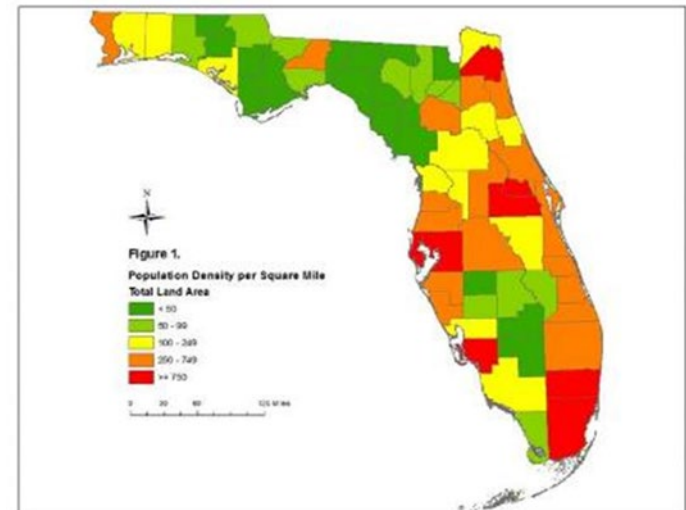 N
Figure 1.
Population Density per Square Mile
Total Land Area
< 50
50 - 99
100 - 249
250 - 749
>= 750